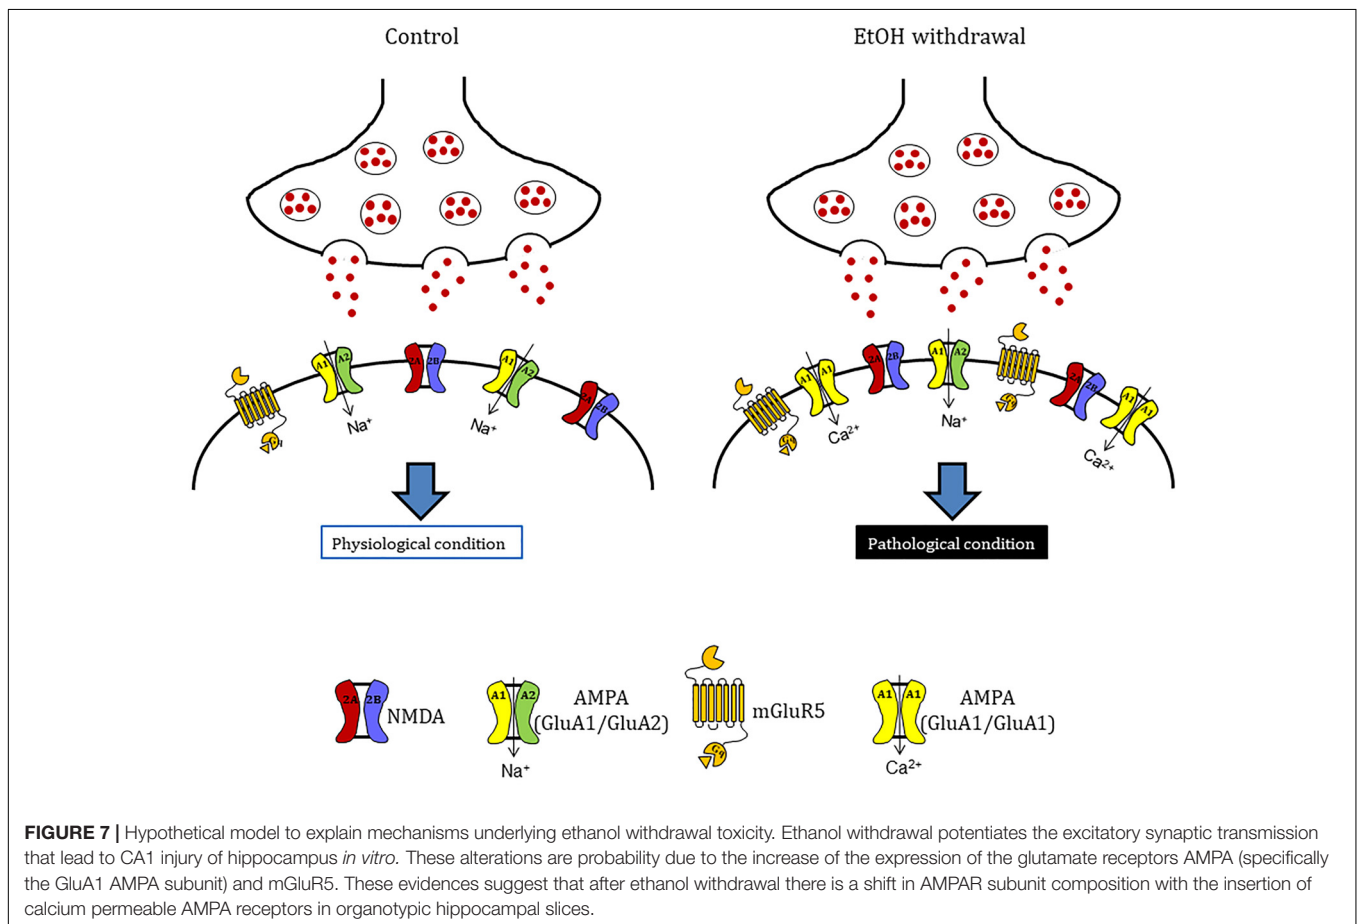 Control
EtOH withdrawal
A1 A2
2A 2B
A1 A2
2A 2B
Na⁺
Na⁺
A1 A1
2A 2B
A1 A2
2A 2B
A1 A1
Gq
Gq
Ca²⁺
Na⁺
Ca²⁺
Physiological condition
Pathological condition
2A 2B
NMDA
A1 A2
AMPA
(GluA1/GluA2)
Na⁺
mGluR5
Gq
A1 A1
AMPA
(GluA1/GluA1)
Ca²⁺
FIGURE 7 | Hypothetical model to explain mechanisms underlying ethanol withdrawal toxicity. Ethanol withdrawal potentiates the excitatory synaptic transmission
that lead to CA1 injury of hippocampus in vitro. These alterations are probability due to the increase of the expression of the glutamate receptors AMPA (specifically
the GluA1 AMPA subunit) and mGluR5. These evidences suggest that after ethanol withdrawal there is a shift in AMPAR subunit composition with the insertion of
calcium permeable AMPA receptors in organotypic hippocampal slices.